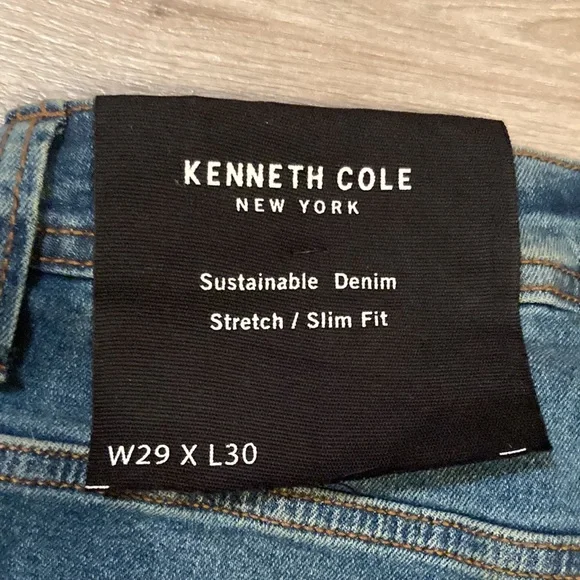 KENNETH COLE
NEW YORK
Sustainable Denim
Stretch / Slim Fit
W29 X L30